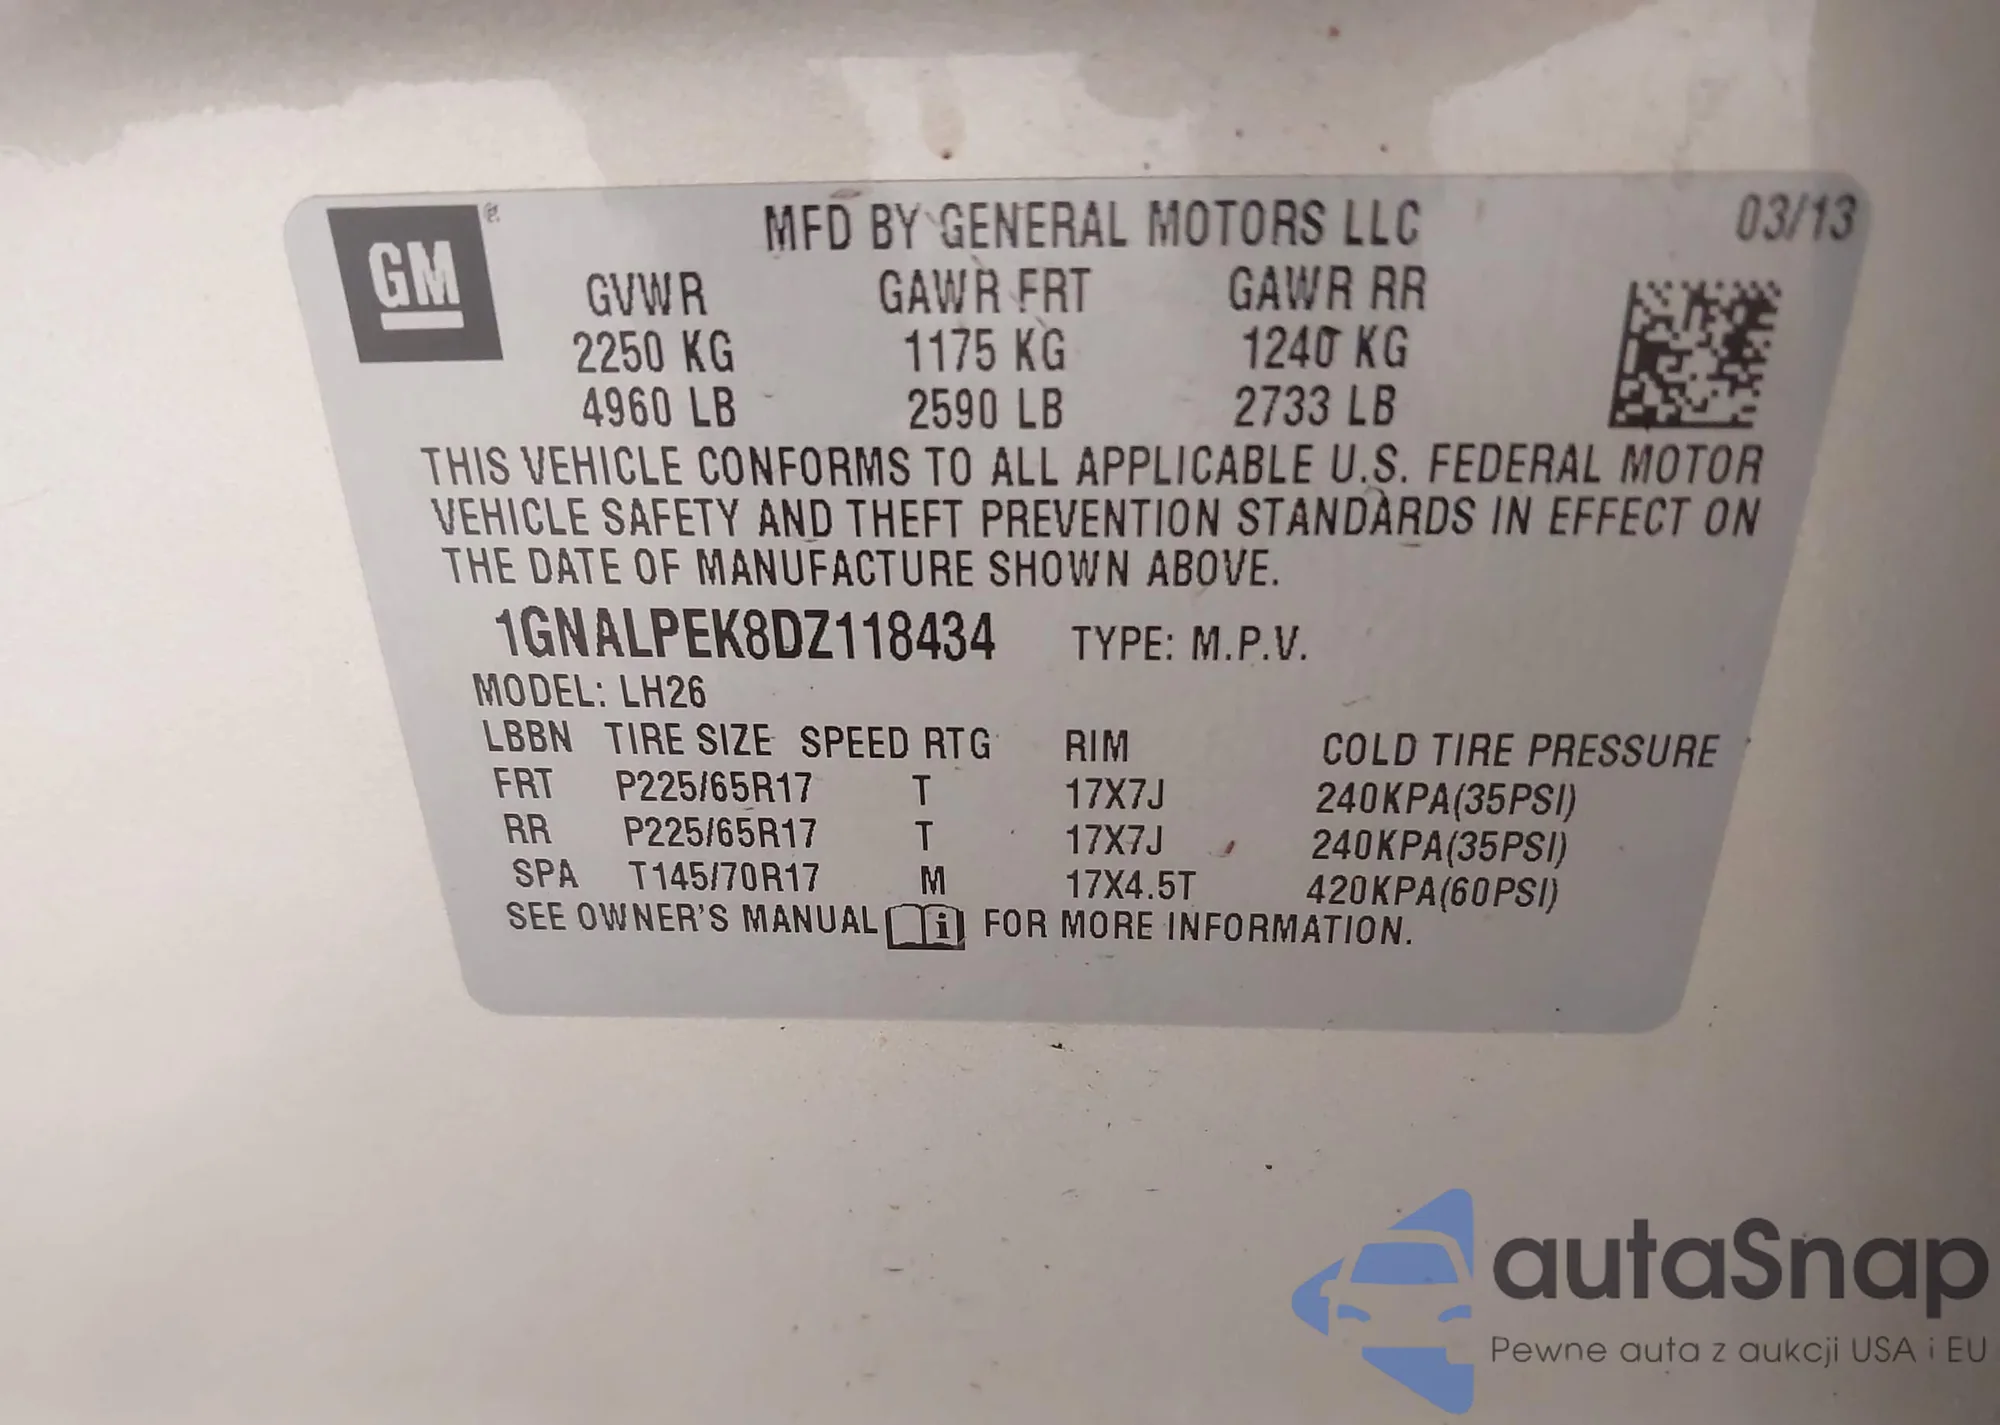 GM
MFD BY GENERAL MOTORS LLC 03/13
GVWR GAWR FRT GAWR RR
2250 KG 1175 KG 1240 KG
4960 LB 2590 LB 2733 LB
THIS VEHICLE CONFORMS TO ALL APPLICABLE U.S. FEDERAL MOTOR
VEHICLE SAFETY AND THEFT PREVENTION STANDARDS IN EFFECT ON
THE DATE OF MANUFACTURE SHOWN ABOVE.
1GNALPEK8DZ118434 TYPE: M.P.V.
MODEL: LH26
LBBN TIRE SIZE SPEED RTG RIM COLD TIRE PRESSURE
FRT P225/65R17 T 17X7J 240KPA(35PSI)
RR P225/65R17 T 17X7J 240KPA(35PSI)
SPA T145/70R17 M 17X4.5T 420KPA(60PSI)
SEE OWNER'S MANUAL i FOR MORE INFORMATION.
autaSnap
Pewne auta z aukcji USA i EU